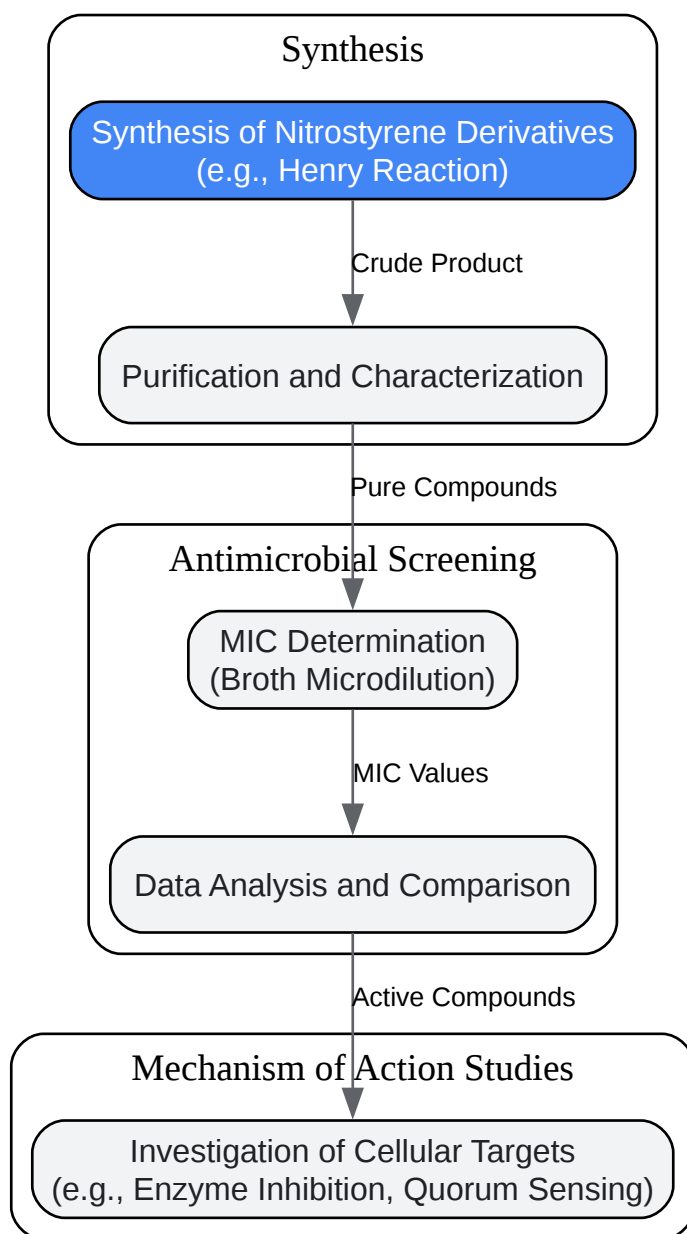 Synthesis
Synthesis of Nitrostyrene Derivatives
(e.g., Henry Reaction)
Crude Product
Purification and Characterization
Pure Compounds
Antimicrobial Screening
MIC Determination
(Broth Microdilution)
MIC Values
Data Analysis and Comparison
Active Compounds
Mechanism of Action Studies
Investigation of Cellular Targets
(e.g., Enzyme Inhibition, Quorum Sensing)